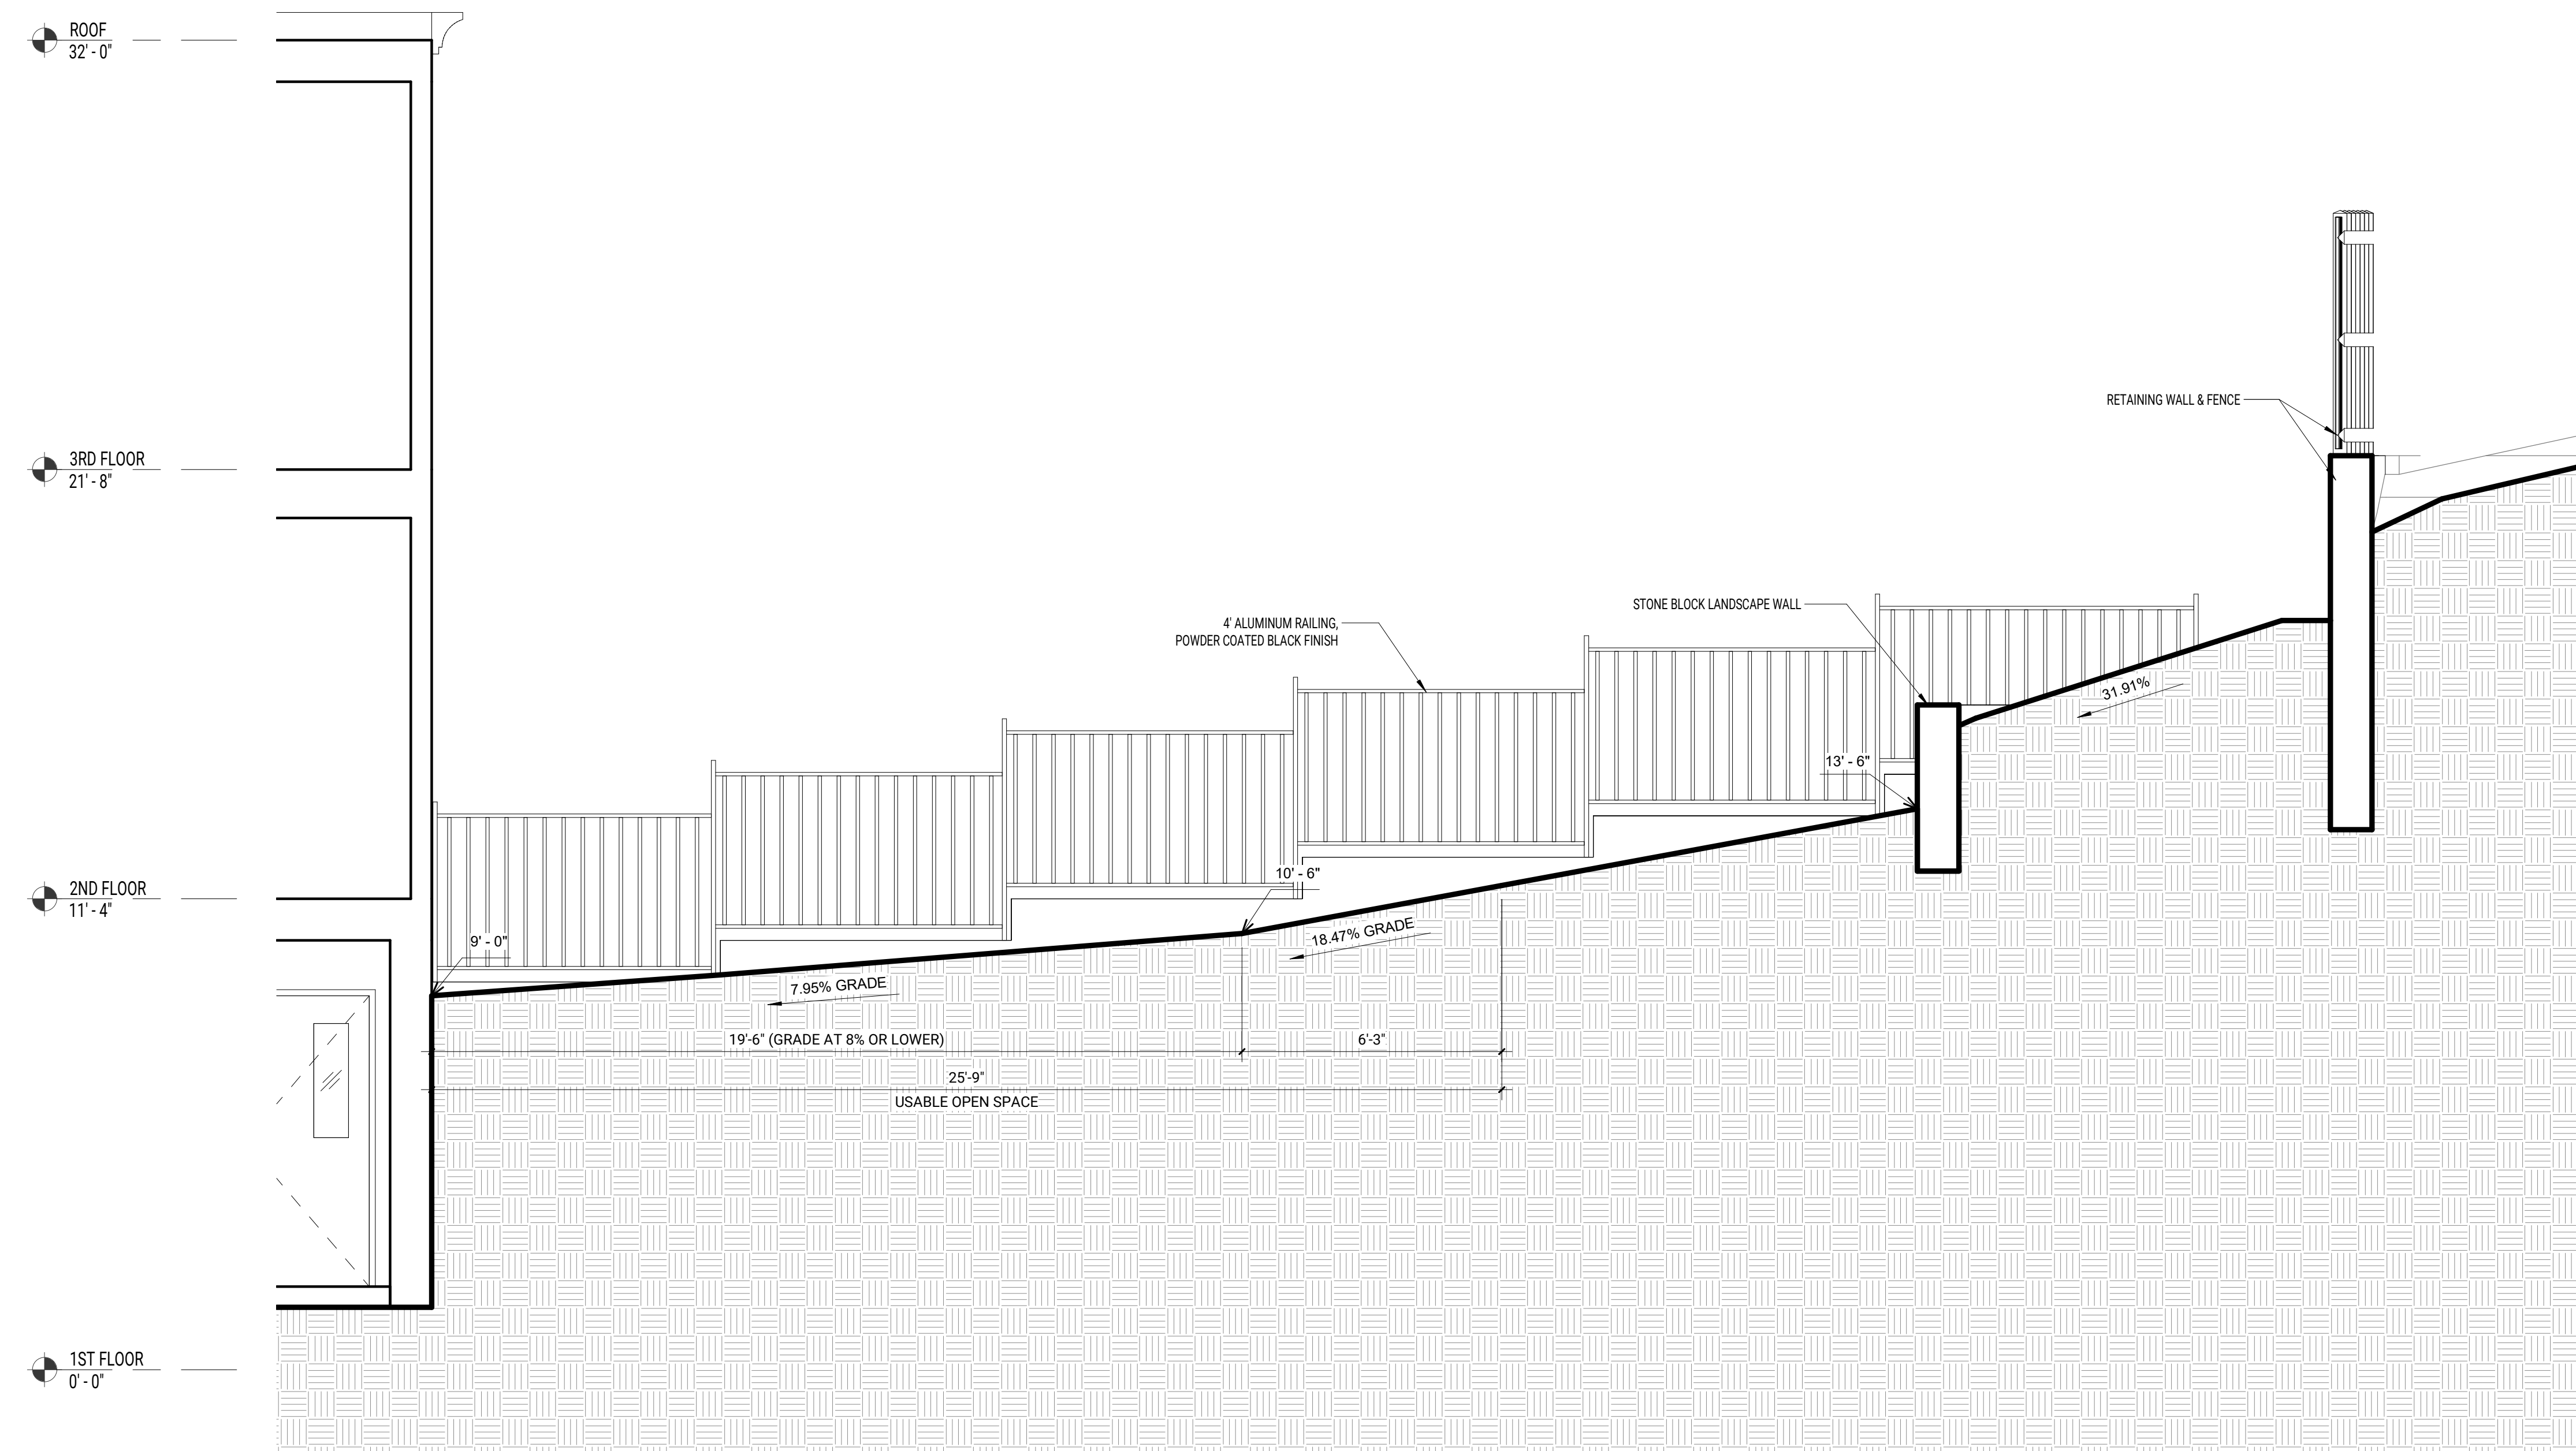 ROOF
32' - 0"
3RD FLOOR
21' - 8"
2ND FLOOR
11' - 4"
1ST FLOOR
0' - 0"
RETAINING WALL & FENCE
STONE BLOCK LANDSCAPE WALL
4' ALUMINUM RAILING,
POWDER COATED BLACK FINISH
31.91%
13' - 6"
10' - 6"
18.47% GRADE
9' - 0"
7.95% GRADE
19'-6" (GRADE AT 8% OR LOWER)
6'-3"
25'-9"
USABLE OPEN SPACE